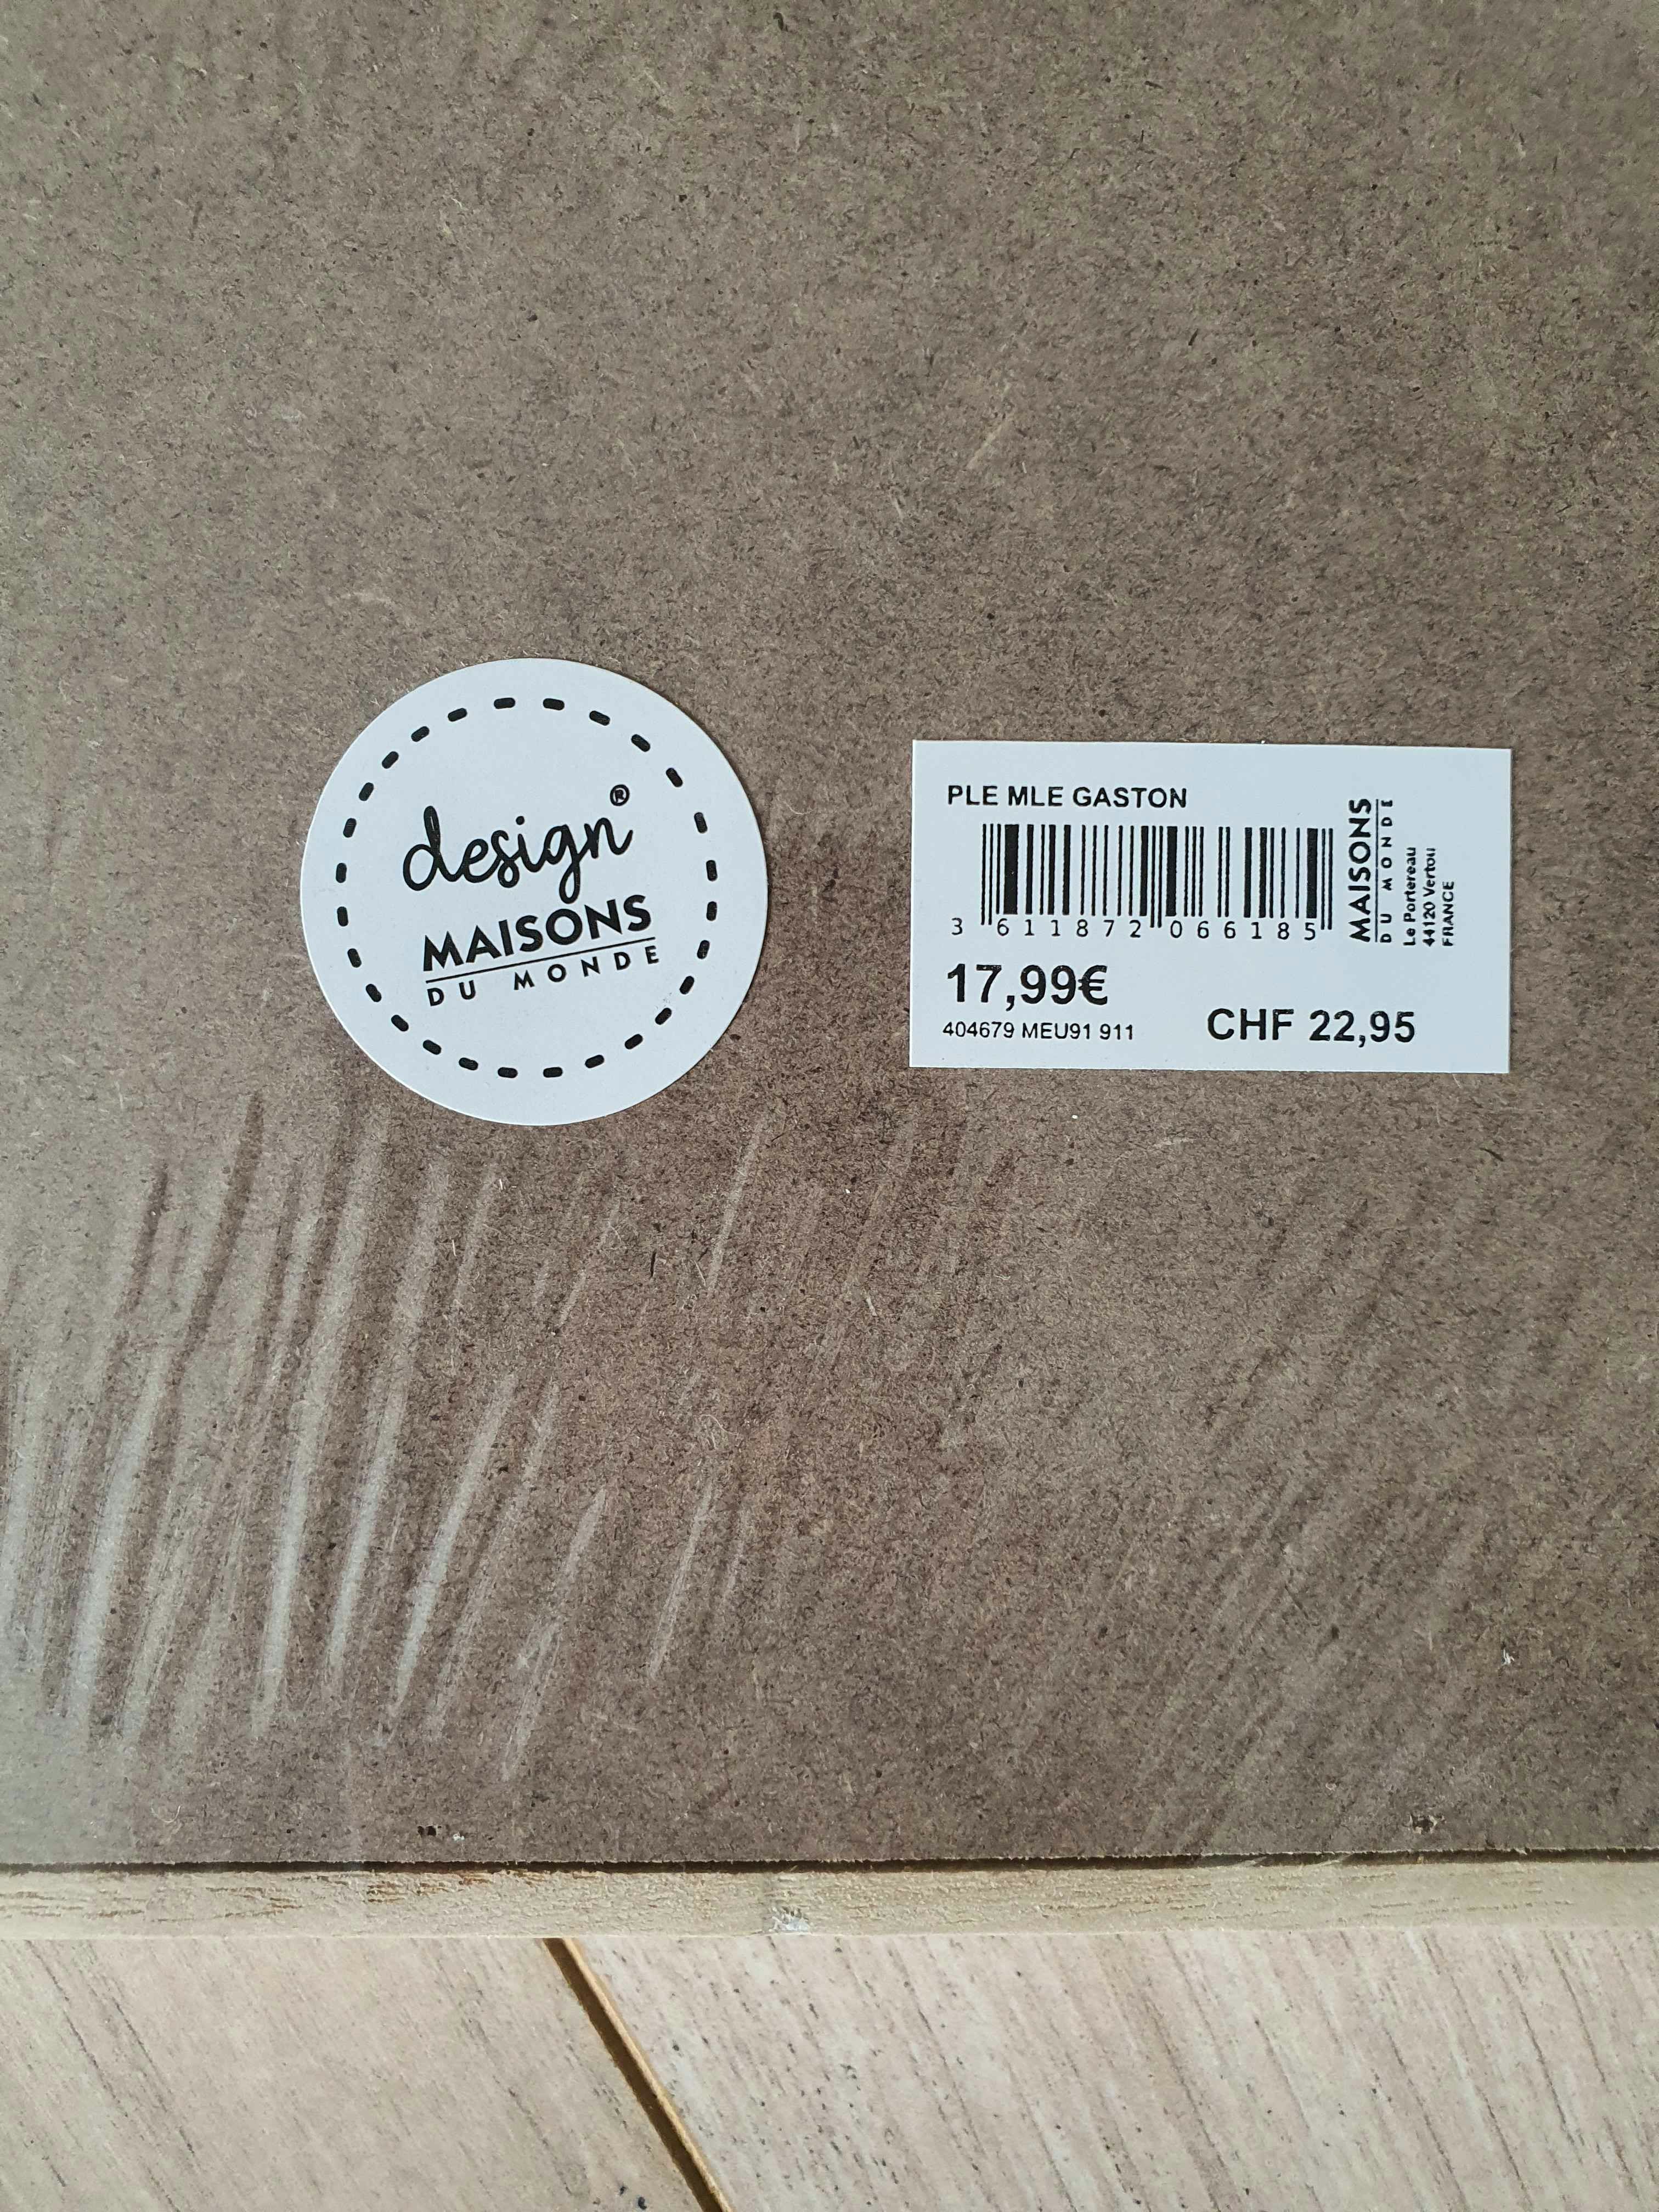 design®
MAISONS
DU MONDE
PLE MLE GASTON
3 611872 066185
17,99€
404679 MEU91 911
CHF 22,95
MAISONS
DU MONDE
Le Portereau
44120 Vertou
FRANCE